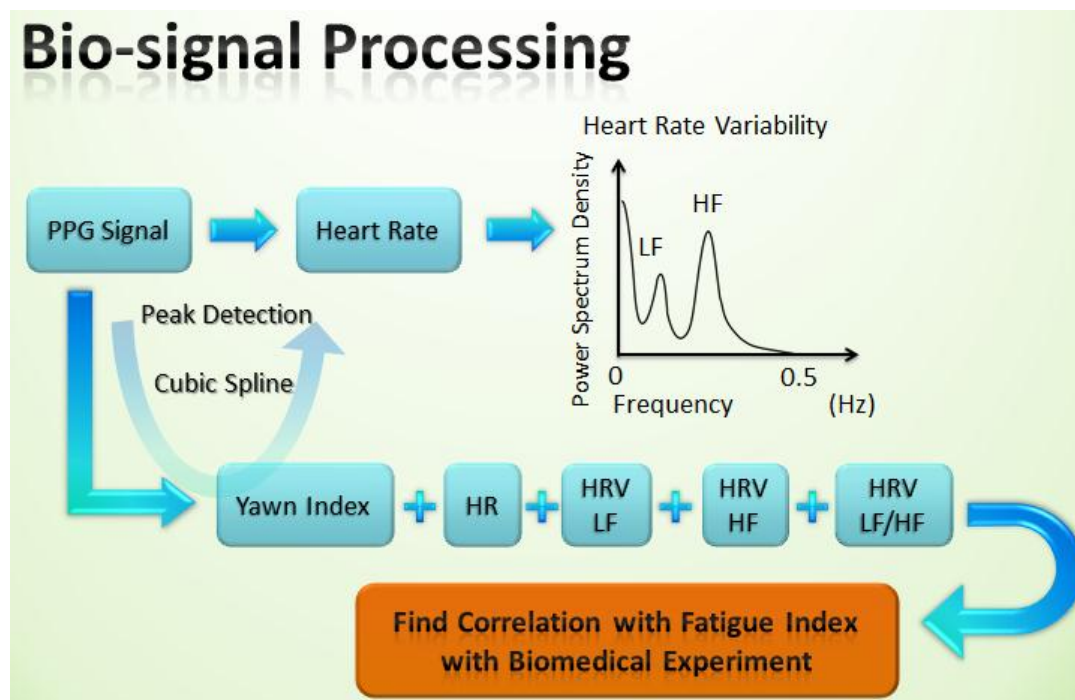 Bio-signal Processing
Heart Rate Variability
PPG Signal
Heart Rate
Power Spectrum Density
LF
HF
0
0.5
Frequency
(Hz)
Peak Detection
Cubic Spline
Yawn Index
+
HR
+
HRV
LF
+
HRV
HF
+
HRV
LF/HF
Find Correlation with Fatigue Index
with Biomedical Experiment